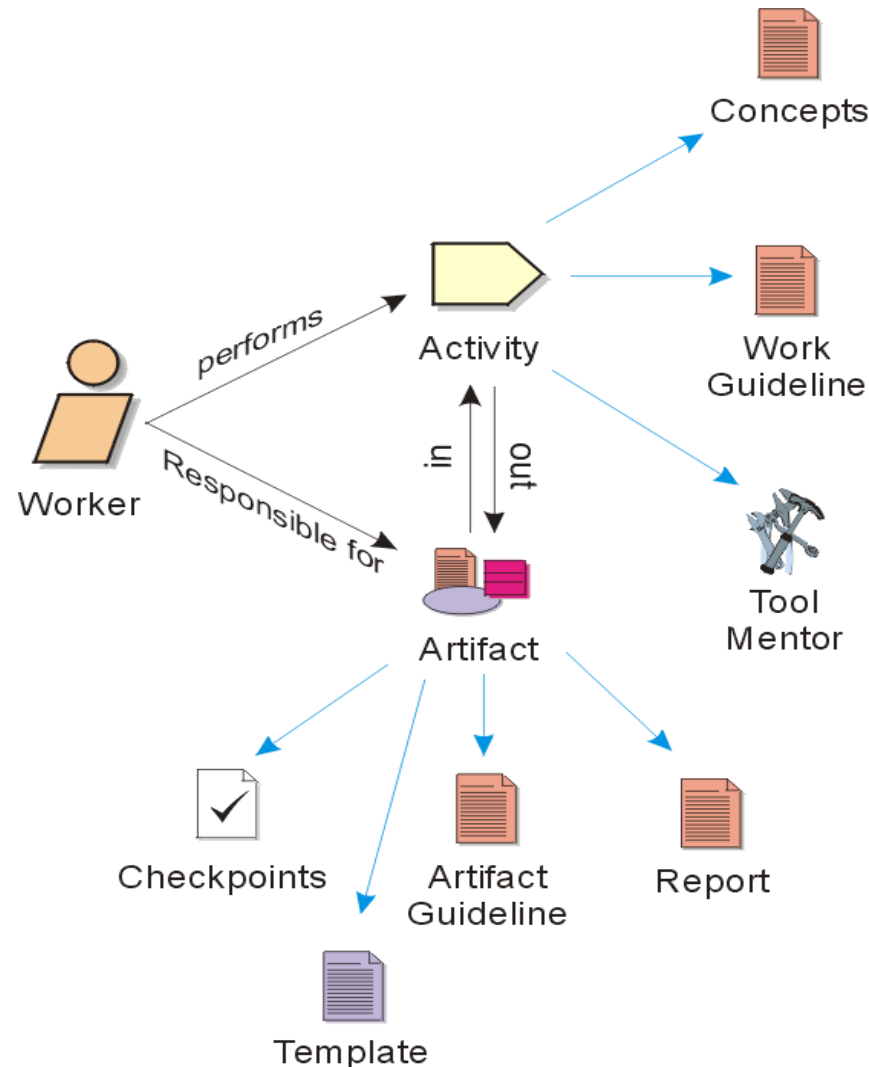 Concepts
performs
Activity
Work
Guideline
Worker
Responsible for
in
out
Artifact
Tool
Mentor
Checkpoints
Artifact
Guideline
Report
Template